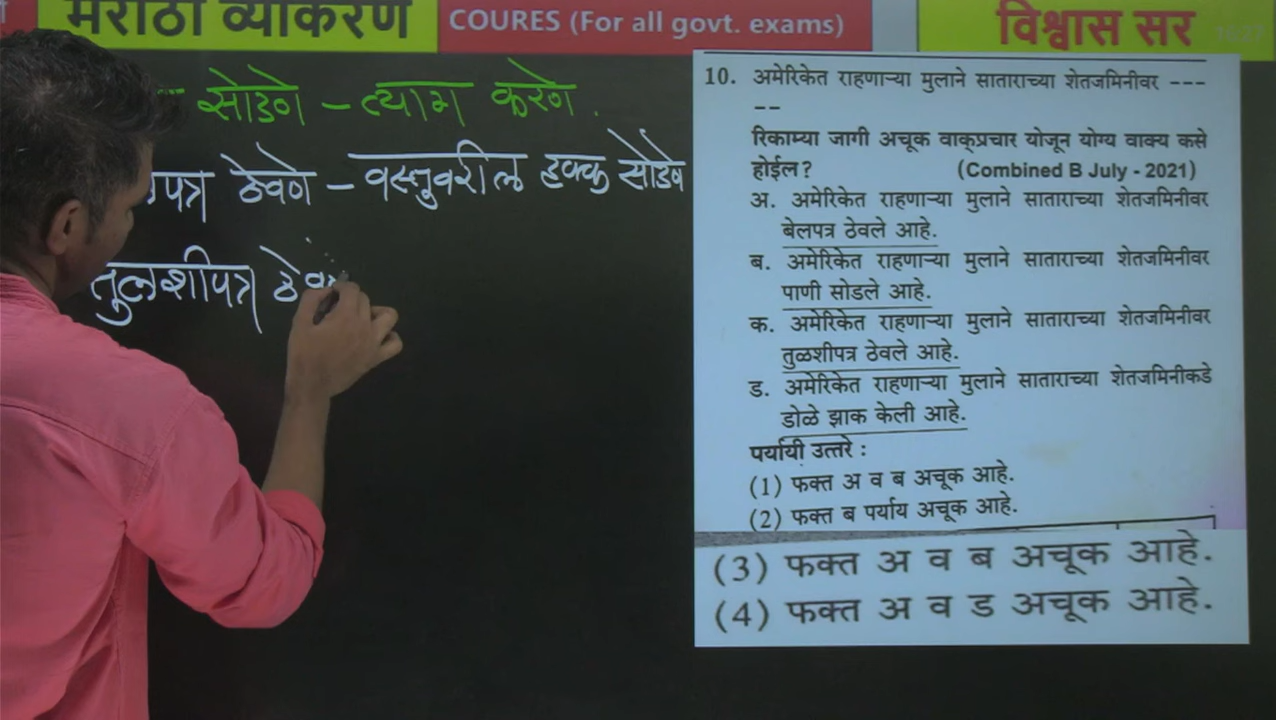 मराठी व्याकरण
COURES (For all govt. exams)
विश्वास सर
सोडणे – त्याग करणे.
ठेवणे – वस्तुवरील हक्क सोडणे
तुलशीपत्र
10. अमेरिकेत राहणाऱ्या मुलाने साताराच्या शेतजमिनीवर ---
--
रिकाम्या जागी अचूक वाक्‌प्रचार योजून योग्य वाक्य कसे
होईल? (Combined B July - 2021)
अ. अमेरिकेत राहणाऱ्या मुलाने साताराच्या शेतजमिनीवर
बेलपत्र ठेवले आहे.
ब. अमेरिकेत राहणाऱ्या मुलाने साताराच्या शेतजमिनीवर
पाणी सोडले आहे.
क. अमेरिकेत राहणाऱ्या मुलाने साताराच्या शेतजमिनीवर
तुळशीपत्र ठेवले आहे.
ड. अमेरिकेत राहणाऱ्या मुलाने साताराच्या शेतजमिनीकडे
डोळे झाक केली आहे.
पर्यायी उत्तरे :
(1) फक्त अ व ब अचूक आहे.
(2) फक्त ब पर्याय अचूक आहे.
(3) फक्त अ व ब अचूक आहे.
(4) फक्त अ व ड अचूक आहे.